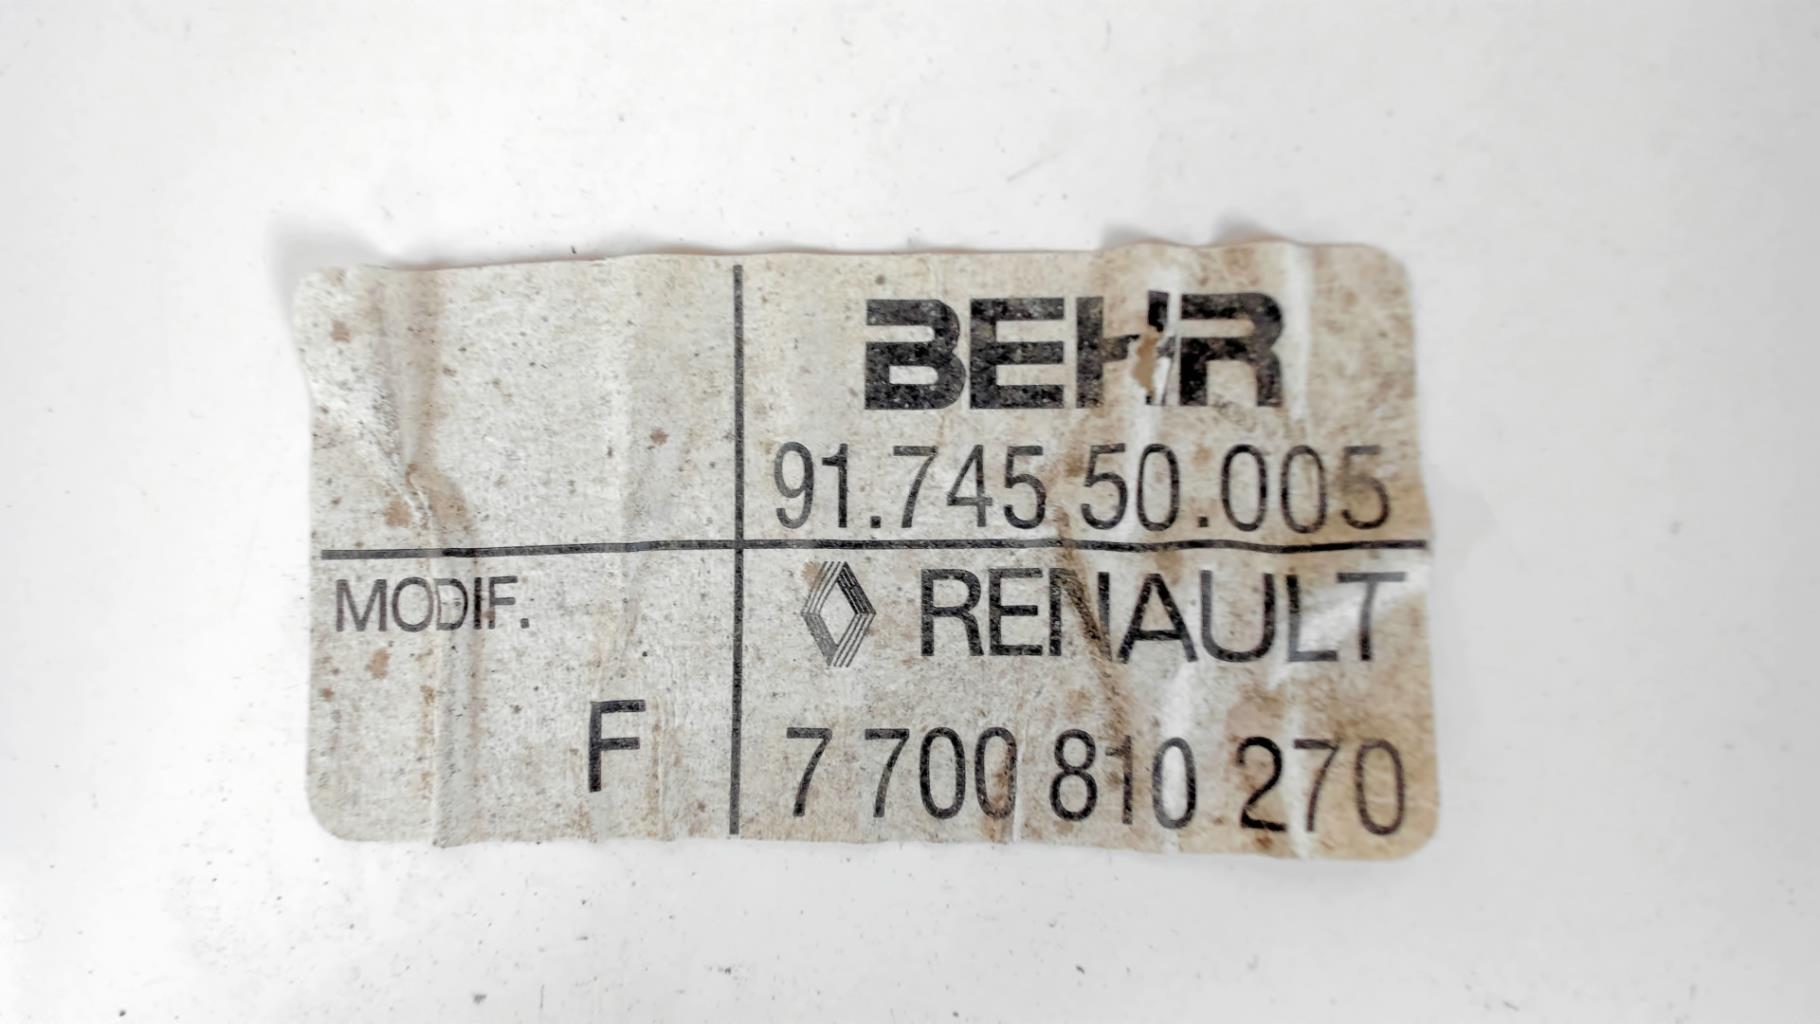 BEHR
91.745 50.005
MODIF.
RENAULT
F
7 700 810 270